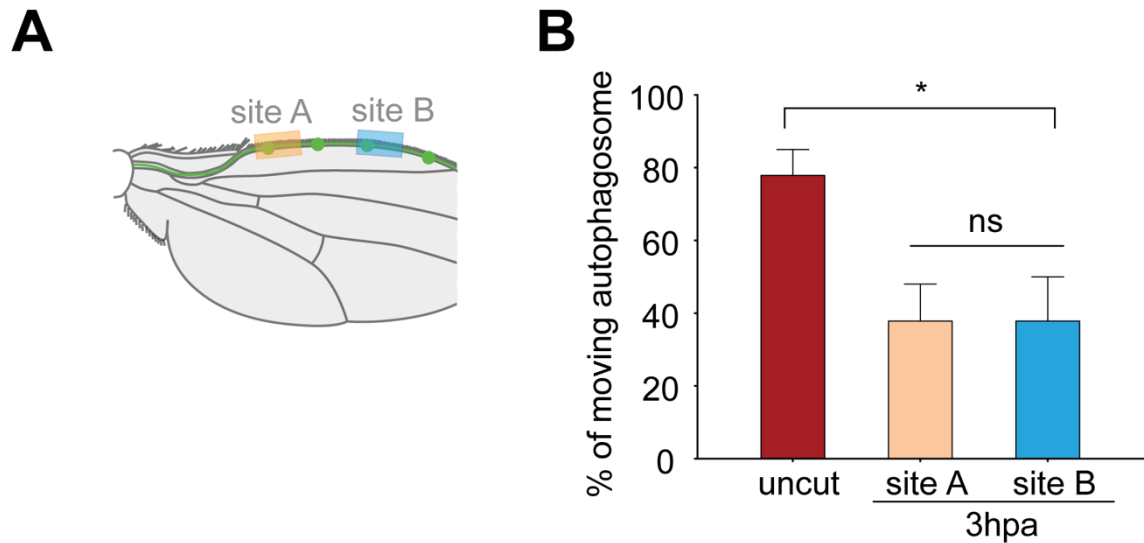 A
site A site B
B
% of moving autophagosome
100
80
60
40
20
0
*
ns
uncut site A site B
3hpa